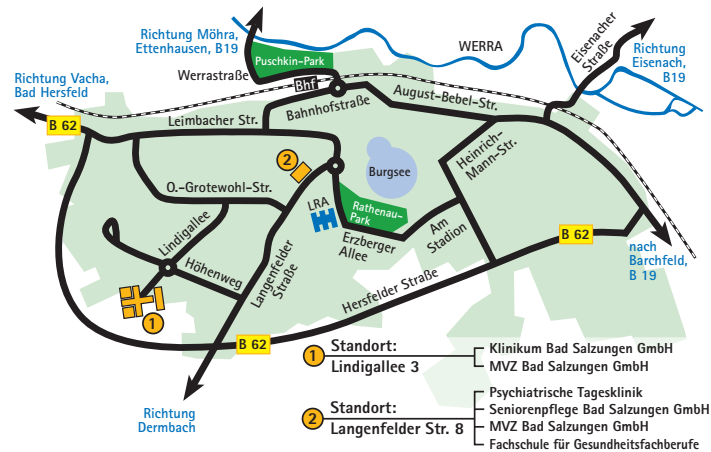 Richtung Möhra,
Ettenhausen, B19
WERRA
Eisenacher
Straße
Richtung
Eisenach,
B19
Puschkin-Park
Werrastraße
Bhf
Richtung Vacha,
Bad Hersfeld
B 62
Leimbacher Str.
Bahnhofstraße
August-Bebel-Str.
Heinrich-
Mann-Str.
2
Burgsee
O.-Grotewohl-Str.
LRA
Rathenau-
Park
Erzberger
Allee
Am
Stadion
B 62
nach
Barchfeld,
B 19
Lindigallee
Höhenweg
Langenfelder
Straße
Hersfelder Straße
1
B 62
Richtung
Dermbach
1
Standort:
Lindigallee 3
Klinikum Bad Salzungen GmbH
MVZ Bad Salzungen GmbH
2
Standort:
Langenfelder Str. 8
Psychiatrische Tagesklinik
Seniorenpflege Bad Salzungen GmbH
MVZ Bad Salzungen GmbH
Fachschule für Gesundheitsfachberufe